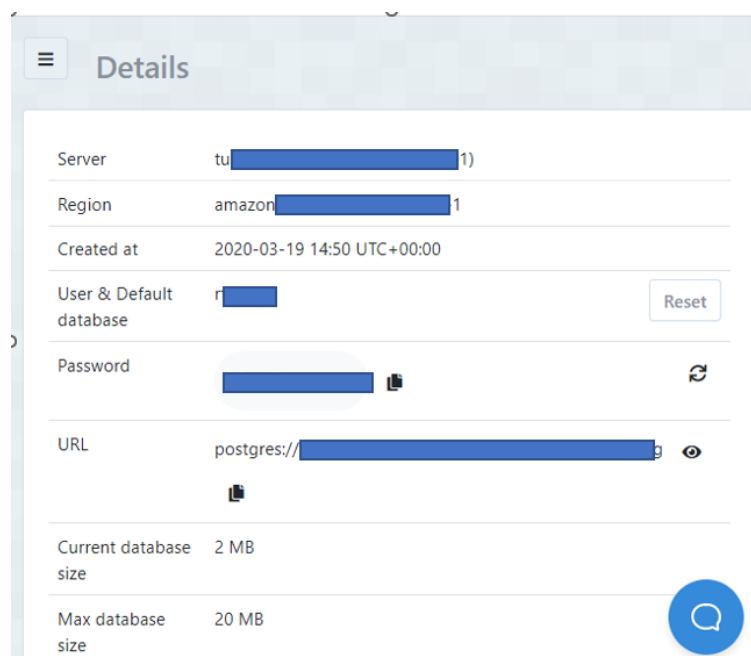 Details
Server tu 1)
Region amazon 1
Created at 2020-03-19 14:50 UTC+00:00
User & Default
database
r
Reset
Password
URL postgres:// g
Current database
size
2 MB
Max database
size
20 MB